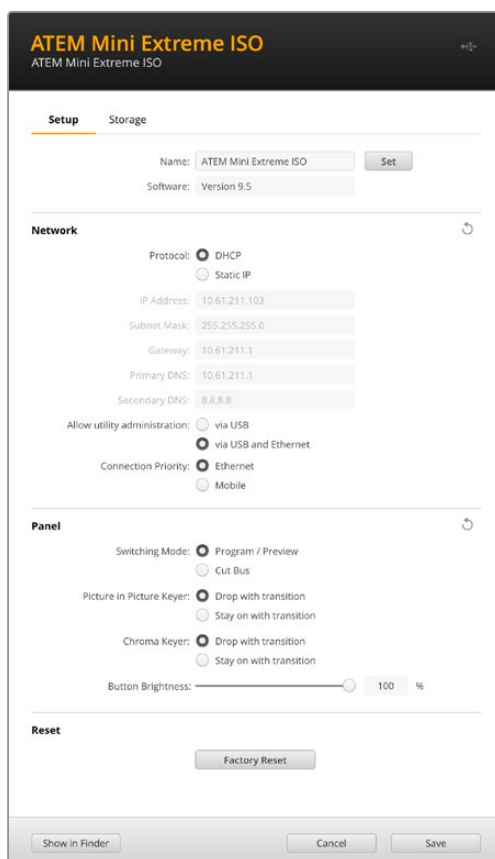 ATEM Mini Extreme ISO
ATEM Mini Extreme ISO
Setup Storage
Name: ATEM Mini Extreme ISO Set
Software: Version 9.5
Network
Protocol: DHCP
Static IP
IP Address: 10.61.211.103
Subnet Mask: 255.255.255.0
Gateway: 10.61.211.1
Primary DNS: 10.61.211.1
Secondary DNS: 8.8.8.8
Allow utility administration: via USB
via USB and Ethernet
Connection Priority: Ethernet
Mobile
Panel
Switching Mode: Program / Preview
Cut Bus
Picture in Picture Keyer: Drop with transition
Stay on with transition
Chroma Keyer: Drop with transition
Stay on with transition
Button Brightness: 100 %
Reset
Factory Reset
Show in Finder Cancel Save